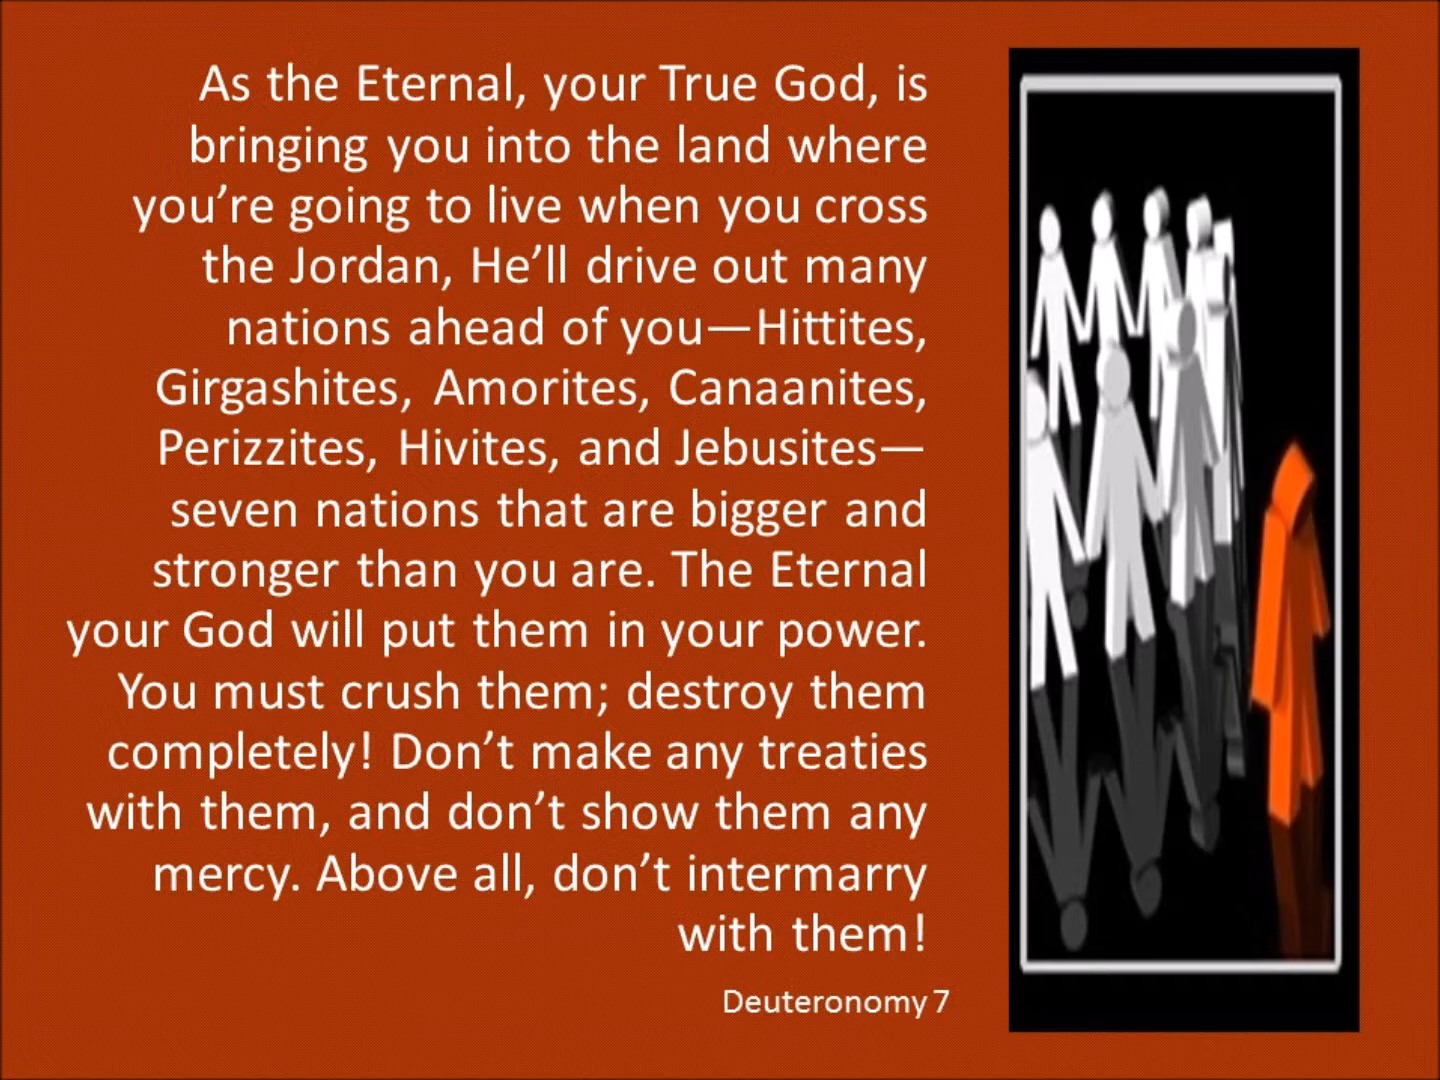 As the Eternal, your True God, is
bringing you into the land where
you’re going to live when you cross
the Jordan, He’ll drive out many
nations ahead of you—Hittites,
Girgashites, Amorites, Canaanites,
Perizzites, Hivites, and Jebusites—
seven nations that are bigger and
stronger than you are. The Eternal
your God will put them in your power.
You must crush them; destroy them
completely! Don’t make any treaties
with them, and don’t show them any
mercy. Above all, don’t intermarry
with them!
Deuteronomy 7